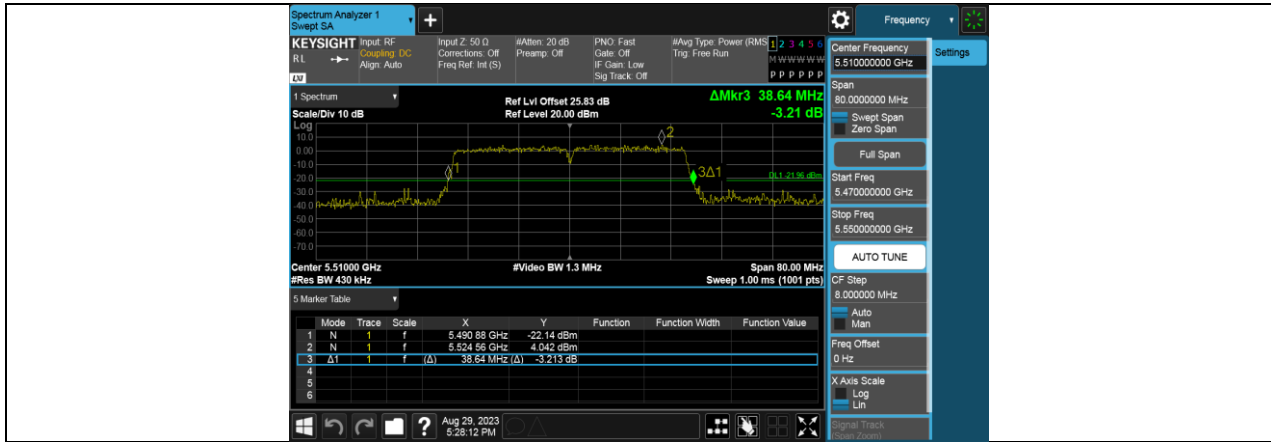 Spectrum Analyzer 1
Swept SA
+
Frequency
KEYSIGHT
RL
LXI
Input: RF
Coupling: DC
Align: Auto
Input Z: 50 Ω
Corrections: Off
Freq Ref: Int (S)
#Atten: 20 dB
Preamp: Off
PNO: Fast
Gate: Off
IF Gain: Low
Sig Track: Off
#Avg Type: Power (RMS
Trig: Free Run
1 2 3 4 5 6
M W W W W W
P P P P P P
1 Spectrum
Scale/Div 10 dB
Ref Lvl Offset 25.83 dB
Ref Level 20.00 dBm
ΔMkr3 38.64 MHz
-3.21 dB
Log
10.0
0.00
-10.0
-20.0
-30.0
-40.0
-50.0
-60.0
-70.0
1
2
3Δ1
DL1 -21.96 dBm
Center 5.51000 GHz
#Res BW 430 kHz
#Video BW 1.3 MHz
Span 80.00 MHz
Sweep 1.00 ms (1001 pts)
5 Marker Table
Mode Trace Scale X Y Function Function Width Function Value
1 N 1 f 5.490 88 GHz -22.14 dBm
2 N 1 f 5.524 56 GHz 4.042 dBm
3 Δ1 1 f (Δ) 38.64 MHz (Δ) -3.213 dB
4
5
6
?
Aug 29, 2023
5:28:12 PM
Center Frequency
5.510000000 GHz
Settings
Span
80.0000000 MHz
Swept Span
Zero Span
Full Span
Start Freq
5.470000000 GHz
Stop Freq
5.550000000 GHz
AUTO TUNE
CF Step
8.000000 MHz
Auto
Man
Freq Offset
0 Hz
X Axis Scale
Log
Lin
Signal Track
(Span Zoom)